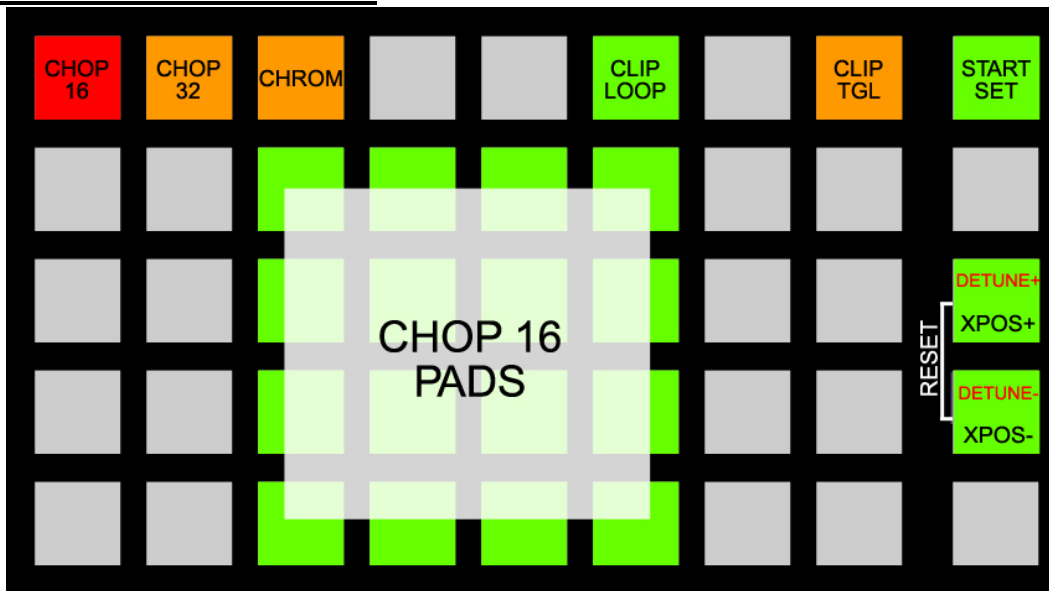 CHOP
16
CHOP
32
CHROM
CLIP
LOOP
CLIP
TGL
START
SET
DETUNE+
XPOS+
CHOP 16
PADS
RESET
DETUNE-
XPOS-